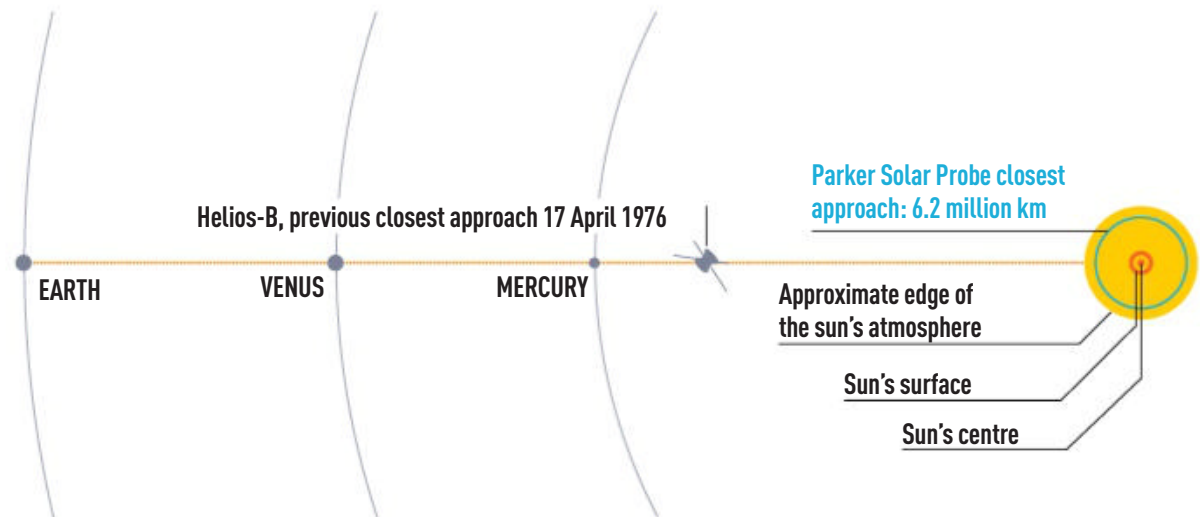 Parker Solar Probe closest
approach: 6.2 million km
Helios-B, previous closest approach 17 April 1976
EARTH
VENUS
MERCURY
Approximate edge of
the sun's atmosphere
Sun's surface
Sun's centre